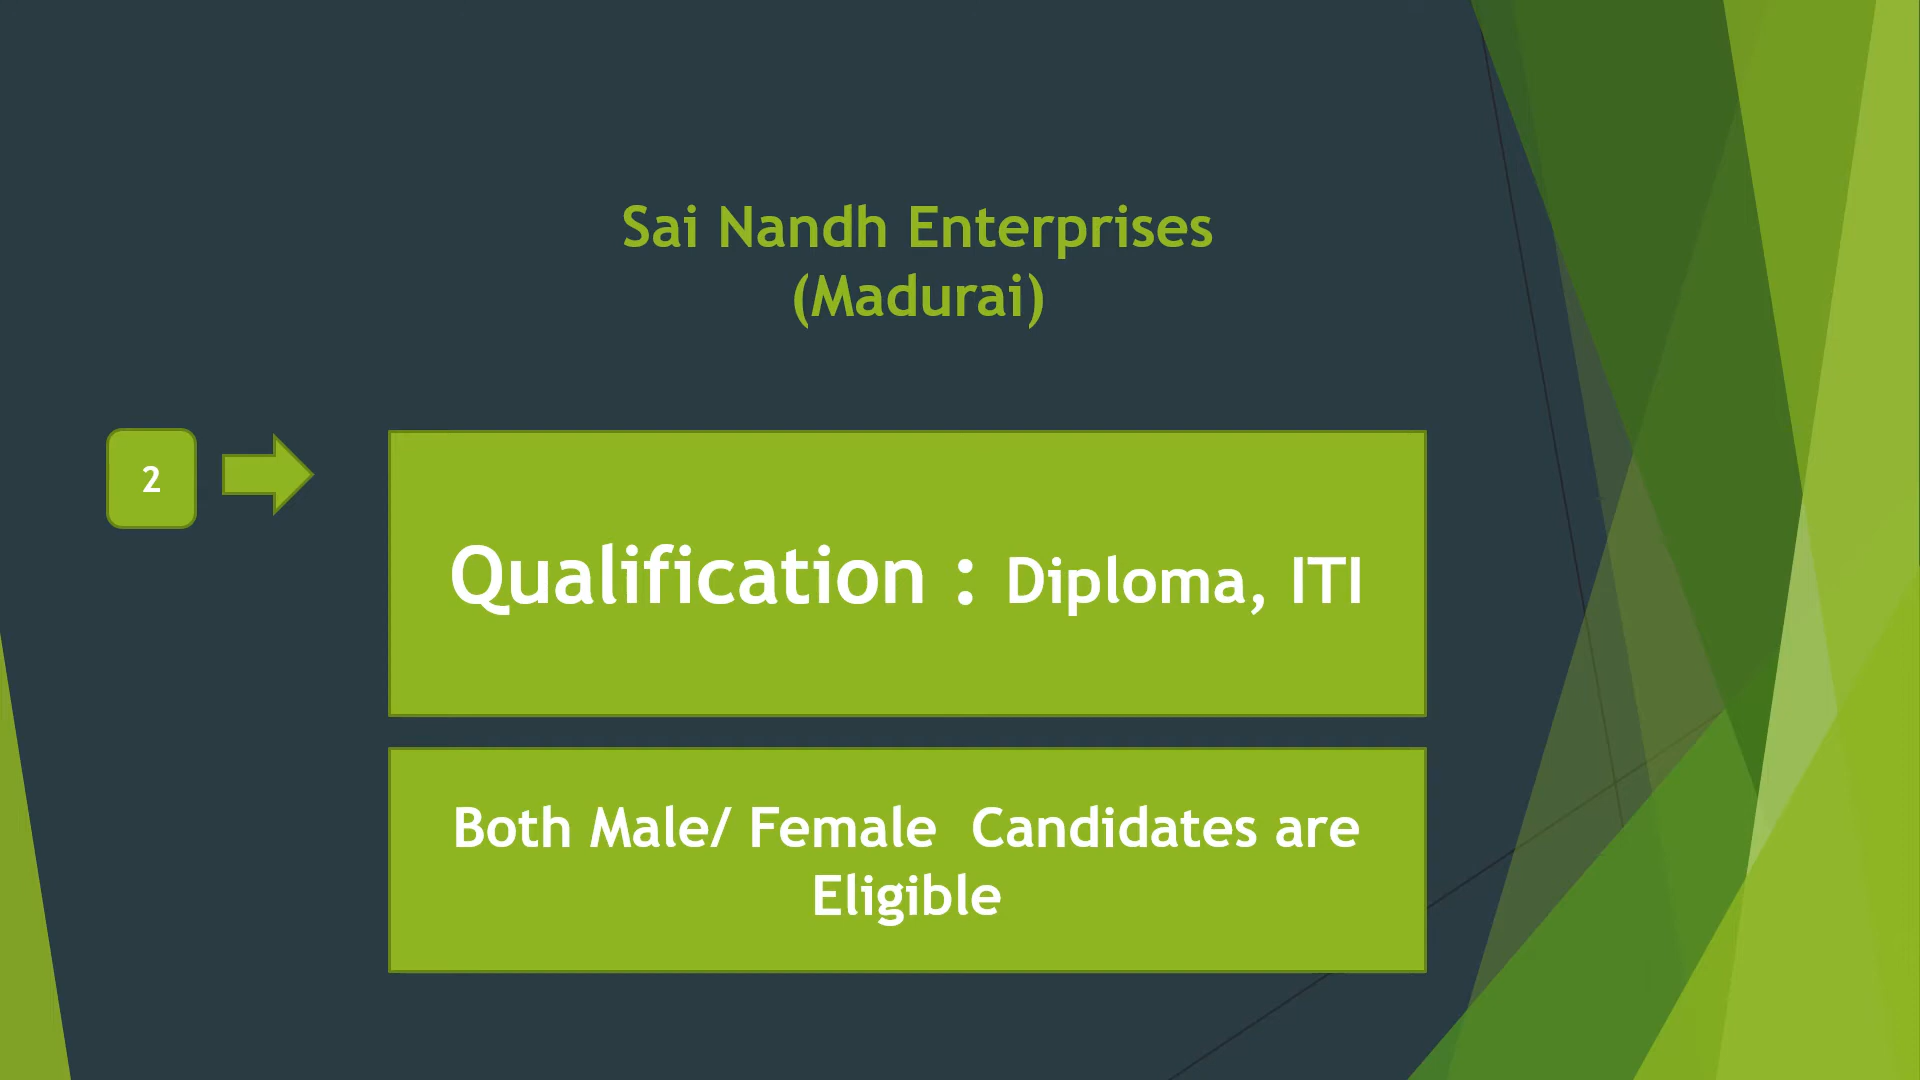 Sai Nandh Enterprises
(Madurai)
2
Qualification : Diploma, ITI
Both Male/ Female  Candidates are
Eligible